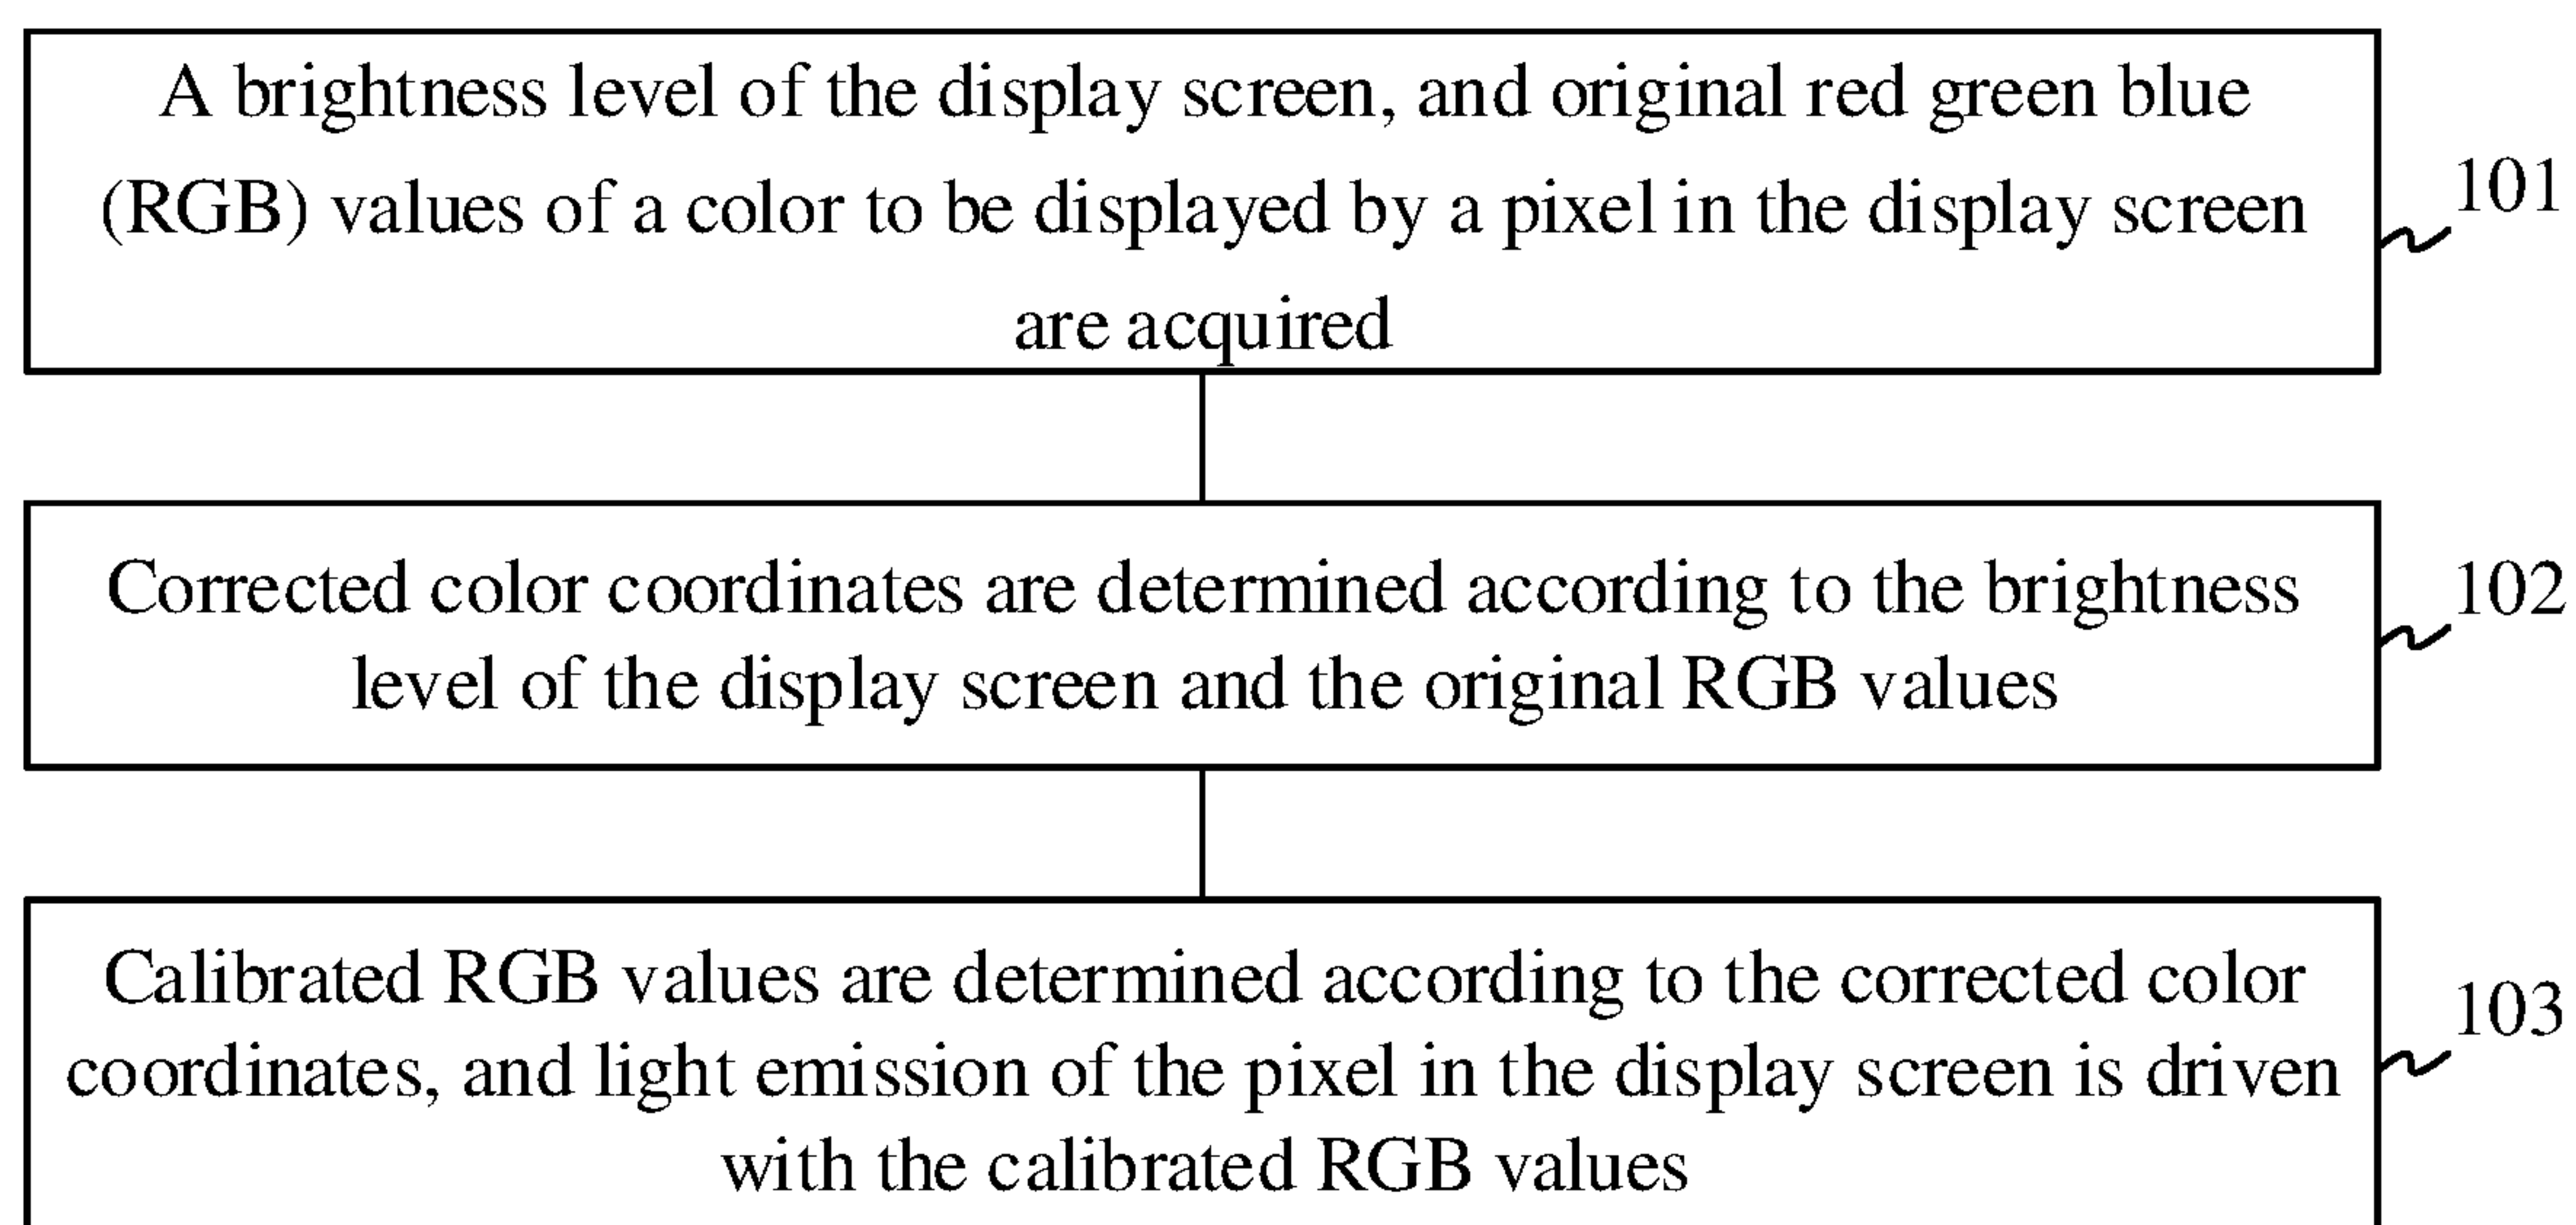 A brightness level of the display screen, and original red green blue
(RGB) values of a color to be displayed by a pixel in the display screen
are acquired
101
Corrected color coordinates are determined according to the brightness
level of the display screen and the original RGB values
102
Calibrated RGB values are determined according to the corrected color
coordinates, and light emission of the pixel in the display screen is driven
with the calibrated RGB values
103